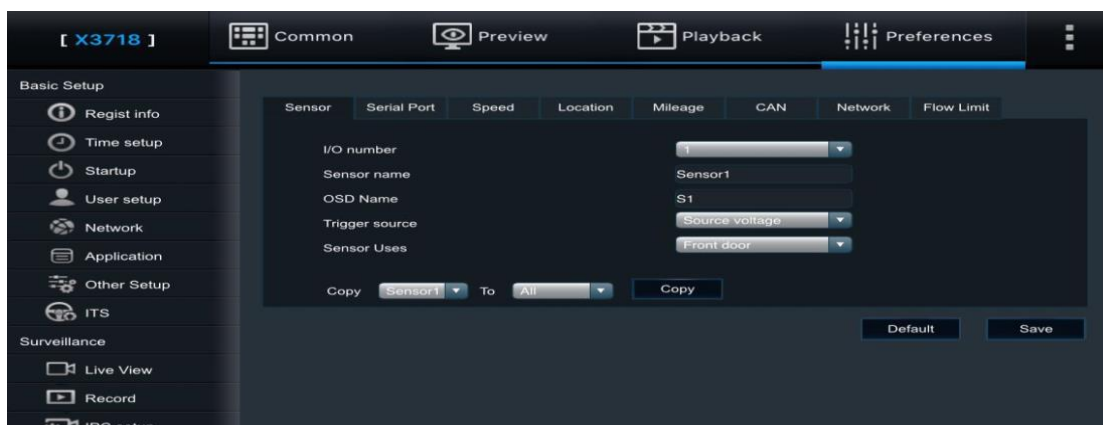 [ X3718 ] Common Preview Playback Preferences
Basic Setup
Regist info
Time setup
Startup
User setup
Network
Application
Other Setup
ITS
Surveillance
Live View
Record
Sensor Serial Port Speed Location Mileage CAN Network Flow Limit
I/O number 1
Sensor name Sensor1
OSD Name S1
Trigger source Source voltage
Sensor Uses Front door
Copy Sensor1 To All Copy
Default Save